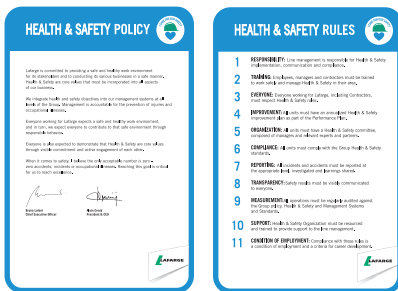 HEALTH & SAFETY POLICY
Lafarge is committed to providing a safe and healthy work environment
for its stakeholders and to conducting its various businesses in a safe manner.
Health & Safety are core values that must be incorporated into all aspects
of our business.
We integrate health and safety objectives into our management systems at all
levels of the Group. Management is accountable for the prevention of injuries and
occupational illnesses.
Everyone working for Lafarge expects a safe and healthy work environment,
and in turn, we expect everyone to contribute to that safe environment through
responsible behavior.
Everyone is also expected to demonstrate that Health & Safety are core values
through visible commitment and active engagement of each other.
When it comes to safety, I believe the only acceptable number is zero –
zero accidents, incidents or occupational illnesses. Reaching this goal is critical
for us to reach excellence.
Bruno Lafont
Chief Executive Officer
President & CEO
LAFARGE
HEALTH & SAFETY RULES
1 RESPONSIBILITY: Line management is responsible for Health & Safety
implementation, communication and compliance.
2 TRAINING: Employees, managers and contractors must be trained
to work safely and manage Health & Safety in their area.
3 EVERYONE: Everyone working for Lafarge, including Contractors,
must respect Health & Safety rules.
4 IMPROVEMENT: All units must have an annualized Health & Safety
improvement plan as part of the Performance Plan.
5 ORGANIZATION: All units must have a Health & Safety committee,
composed of managers and relevant experts and partners.
6 COMPLIANCE: All units must comply with the Group Health & Safety
standards.
7 REPORTING: All incidents and accidents must be reported at
the appropriate level, investigated and learnings shared.
8 TRANSPARENCY: Safety results must be visibly communicated
to everyone.
9 MEASUREMENT: All operations must be regularly audited against
the Group policy, Health & Safety and Management Systems
and Standards.
10 SUPPORT: Health & Safety Organization must be resourced
and trained to provide support to the line management.
11 CONDITION OF EMPLOYMENT: Compliance with these rules is
a condition of employment and a criteria for career development.
LAFARGE